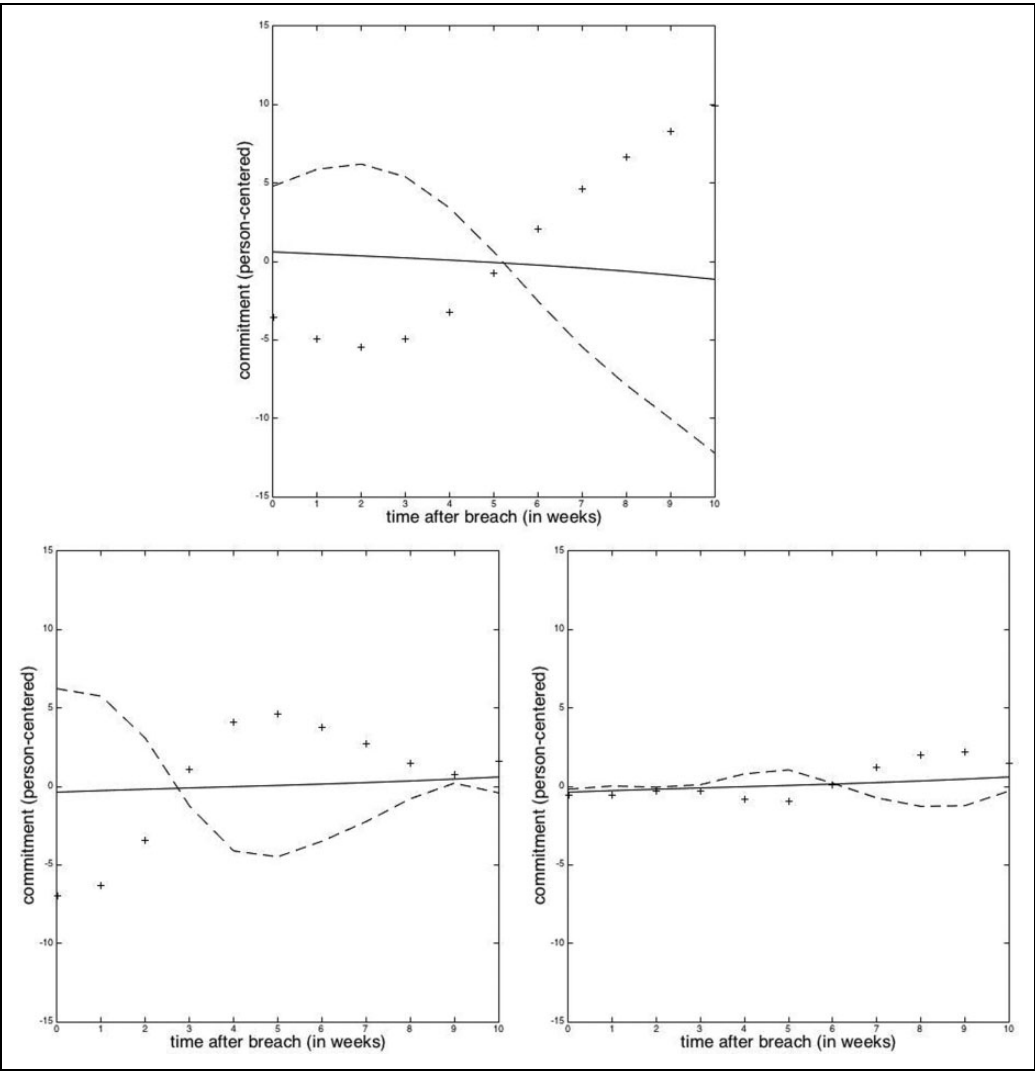 15
10
5
0
-5
-10
-15
commitment (person-centered)
0 1 2 3 4 5 6 7 8 9 10
time after breach (in weeks)
15
10
5
0
-5
-10
-15
commitment (person-centered)
0 1 2 3 4 5 6 7 8 9 10
time after breach (in weeks)
15
10
5
0
-5
-10
-15
commitment (person-centered)
0 1 2 3 4 5 6 7 8 9 10
time after breach (in weeks)